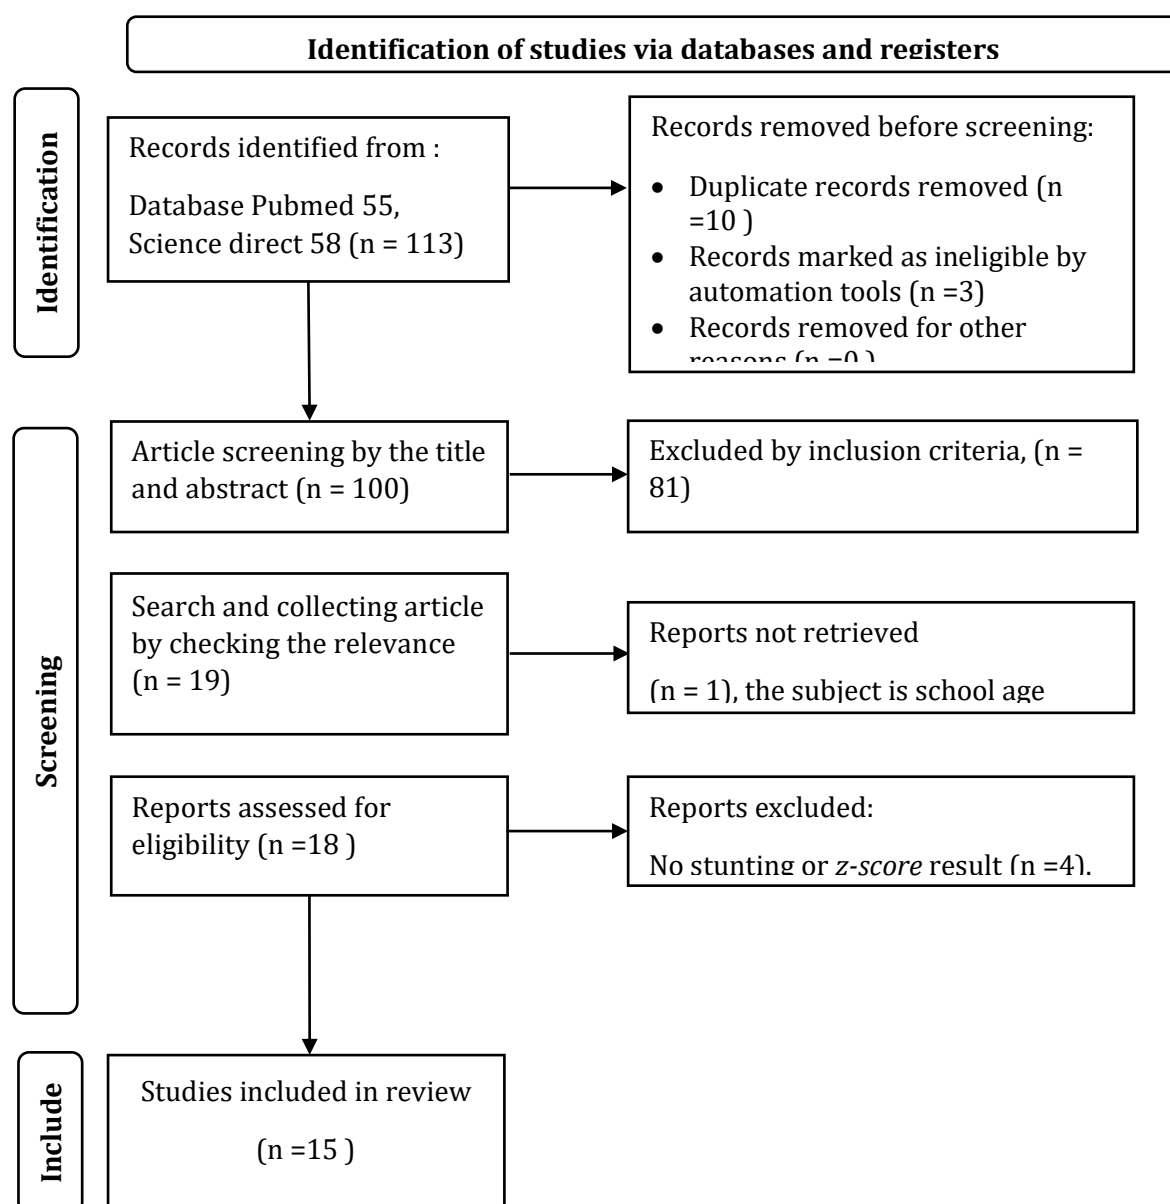 Identification of studies via databases and registers
Identification
Records identified from :
Database Pubmed 55,
Science direct 58 (n = 113)
Records removed before screening:
• Duplicate records removed (n
=10 )
• Records marked as ineligible by
automation tools (n =3)
• Records removed for other
reasons (n =0 )
Screening
Article screening by the title
and abstract (n = 100)
Excluded by inclusion criteria, (n =
81)
Search and collecting article
by checking the relevance
(n = 19)
Reports not retrieved
(n = 1), the subject is school age
Reports assessed for
eligibility (n =18 )
Reports excluded:
No stunting or z-score result (n =4).
Include
Studies included in review
(n =15 )